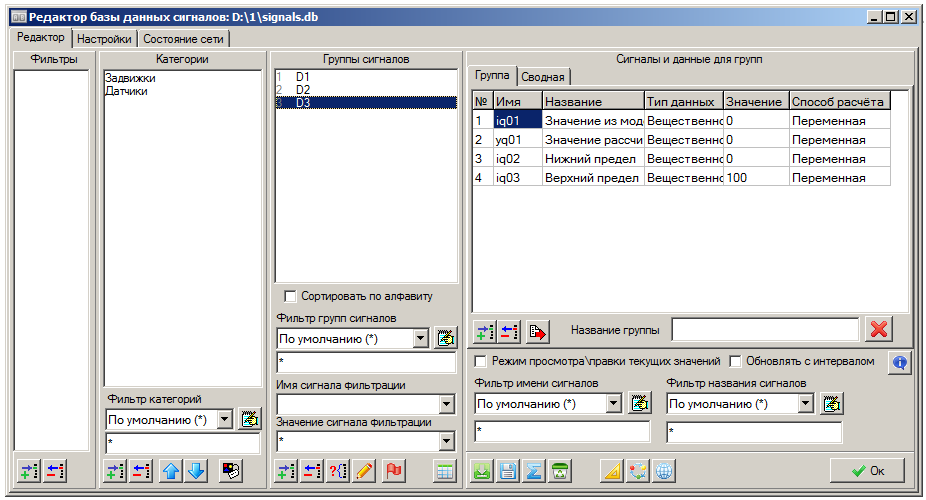 Редактор базы данных сигналов: D:\1\signals.db
Редактор Настройки Состояние сети
Фильтры
Категории
Задвижки
Датчики
Фильтр категорий
По умолчанию (*)
*
Группы сигналов
1 D1
2 D2
3 D3
Сортировать по алфавиту
Фильтр групп сигналов
По умолчанию (*)
*
Имя сигнала фильтрации
Значение сигнала фильтрации
*
?{}
Сигналы и данные для групп
Группа Сводная
№ Имя Название Тип данных Значение Способ расчёта
1 iq01 Значение из мод Вещественно 0 Переменная
2 yq01 Значение рассчи Вещественно 0 Переменная
3 iq02 Нижний предел Вещественно 0 Переменная
4 iq03 Верхний предел Вещественно 100 Переменная
Название группы
Режим просмотра\правки текущих значений Обновлять с интервалом
Фильтр имени сигналов Фильтр названия сигналов
По умолчанию (*) По умолчанию (*)
* *
Ок